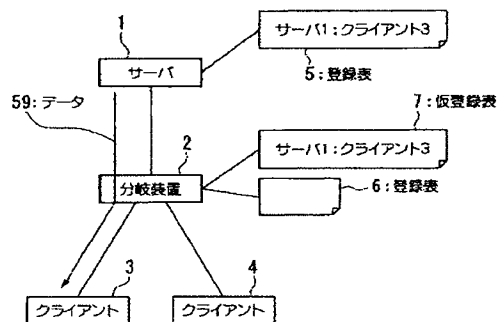 1
サーバ
サーバ1:クライアント3
5:登録表
59:データ
7:仮登録表
2
分岐装置
サーバ1:クライアント3
6:登録表
3
クライアント
4
クライアント